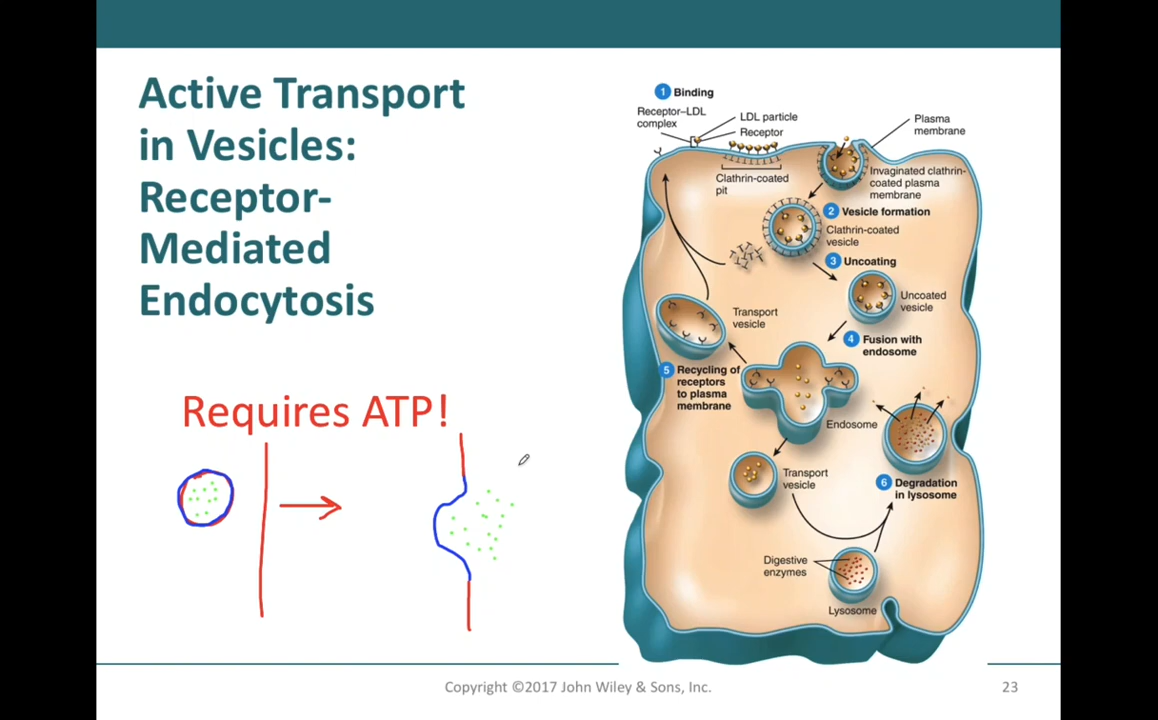 Active Transport
in Vesicles:
Receptor-
Mediated
Endocytosis
Requires ATP!
1 Binding
Receptor–LDL
complex
LDL particle
Receptor
Plasma
membrane
Clathrin-coated
pit
Invaginated clathrin-
coated plasma
membrane
2 Vesicle formation
Clathrin-coated
vesicle
3 Uncoating
Uncoated
vesicle
Transport
vesicle
4 Fusion with
endosome
5 Recycling of
receptors
to plasma
membrane
Endosome
Transport
vesicle
6 Degradation
in lysosome
Digestive
enzymes
Lysosome
Copyright ©2017 John Wiley & Sons, Inc.
23